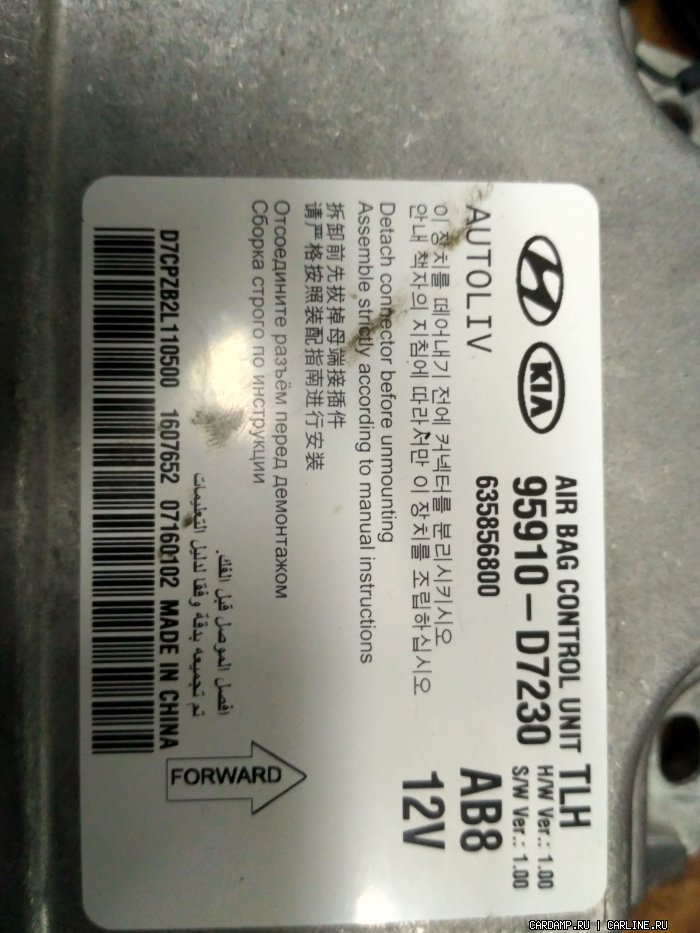 KIA
AIR BAG CONTROL UNIT
95910-D7230
TLH
H/W Ver.: 1.00
S/W Ver.: 1.00
AUTOLIV
635856800
AB8
12V
이 장치를 떼어내기 전에 커넥터를 분리시키시오
안내 책자의 지침에 따라서만 이 장치를 조립하십시오
Detach connector before unmounting
Assemble strictly according to manual instructions
拆卸前先拔掉母端接插件
请严格按照装配指南进行安装
Отсоедините разъём перед демонтажом
Сборка строго по инструкции
افصل الموصل قبل الفك.
تم تجميعه بدقة وفقا لدليل التعليمات
FORWARD
D7CPZB2L110500 1607652 07160102 MADE IN CHINA
CARDAMP.RU | CARLINE.RU